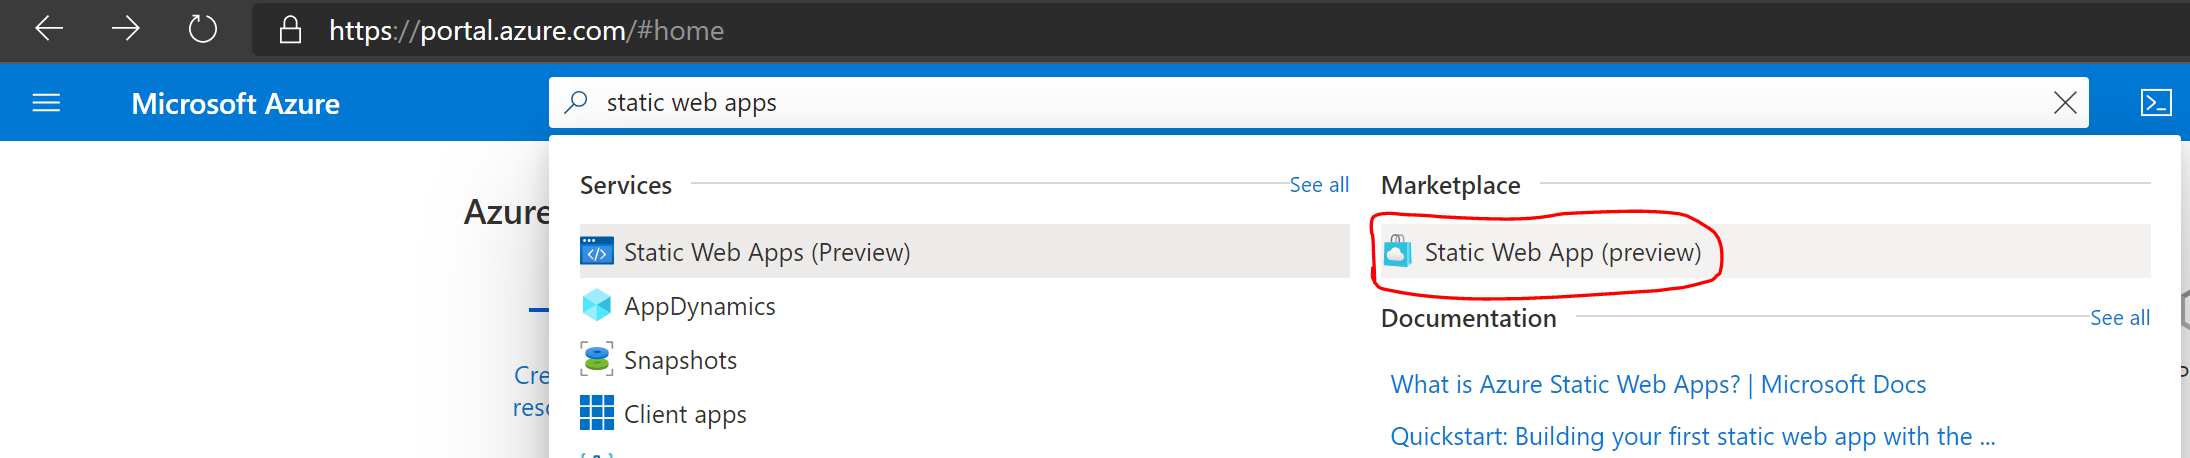 https://portal.azure.com/#home
Microsoft Azure
static web apps
Azure
Services
See all
Static Web Apps (Preview)
AppDynamics
Snapshots
Client apps
Marketplace
Static Web App (preview)
Documentation
See all
What is Azure Static Web Apps? | Microsoft Docs
Quickstart: Building your first static web app with the ...
Cre
reso